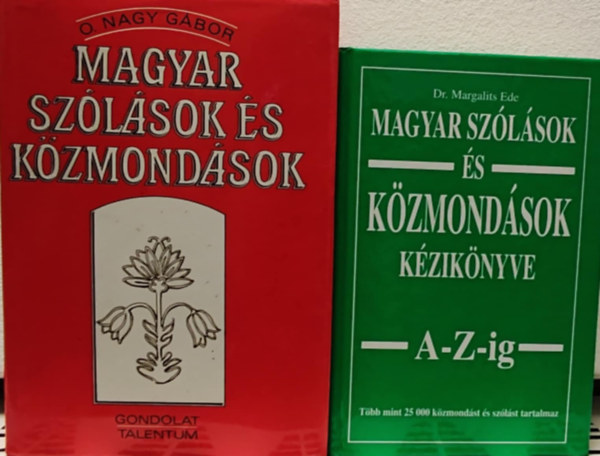 O. NAGY GÁBOR
MAGYAR
SZÓLÁSOK ÉS
KÖZMONDÁSOK
GONDOLAT
TALENTUM
Dr. Margalits Ede
MAGYAR SZÓLÁSOK
ÉS
KÖZMONDÁSOK
KÉZIKÖNYVE
A-Z-ig
Több mint 25 000 közmondást és szólást tartalmaz